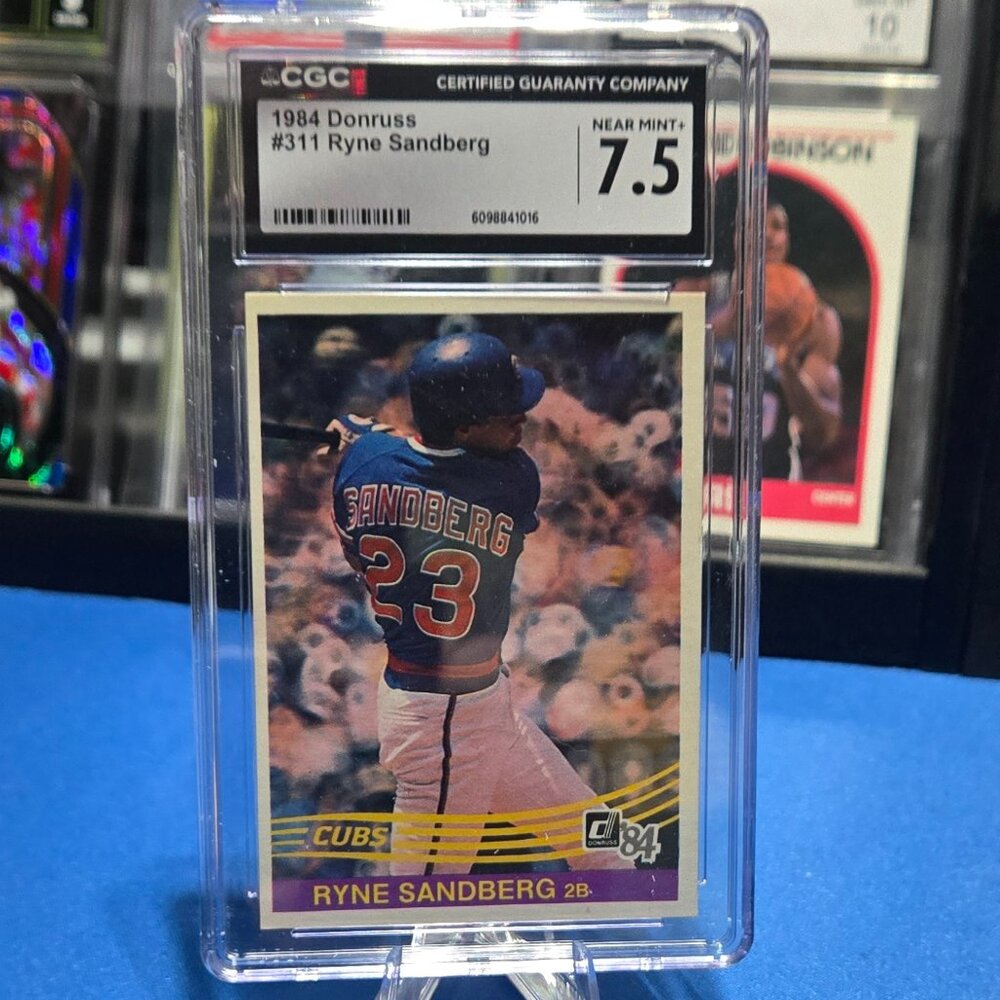 CGC
CERTIFIED GUARANTY COMPANY
1984 Donruss
#311 Ryne Sandberg
NEAR MINT+
7.5
6098841016
10
SANDBERG
23
CUBS
DONRUSS
'84
RYNE SANDBERG 2B